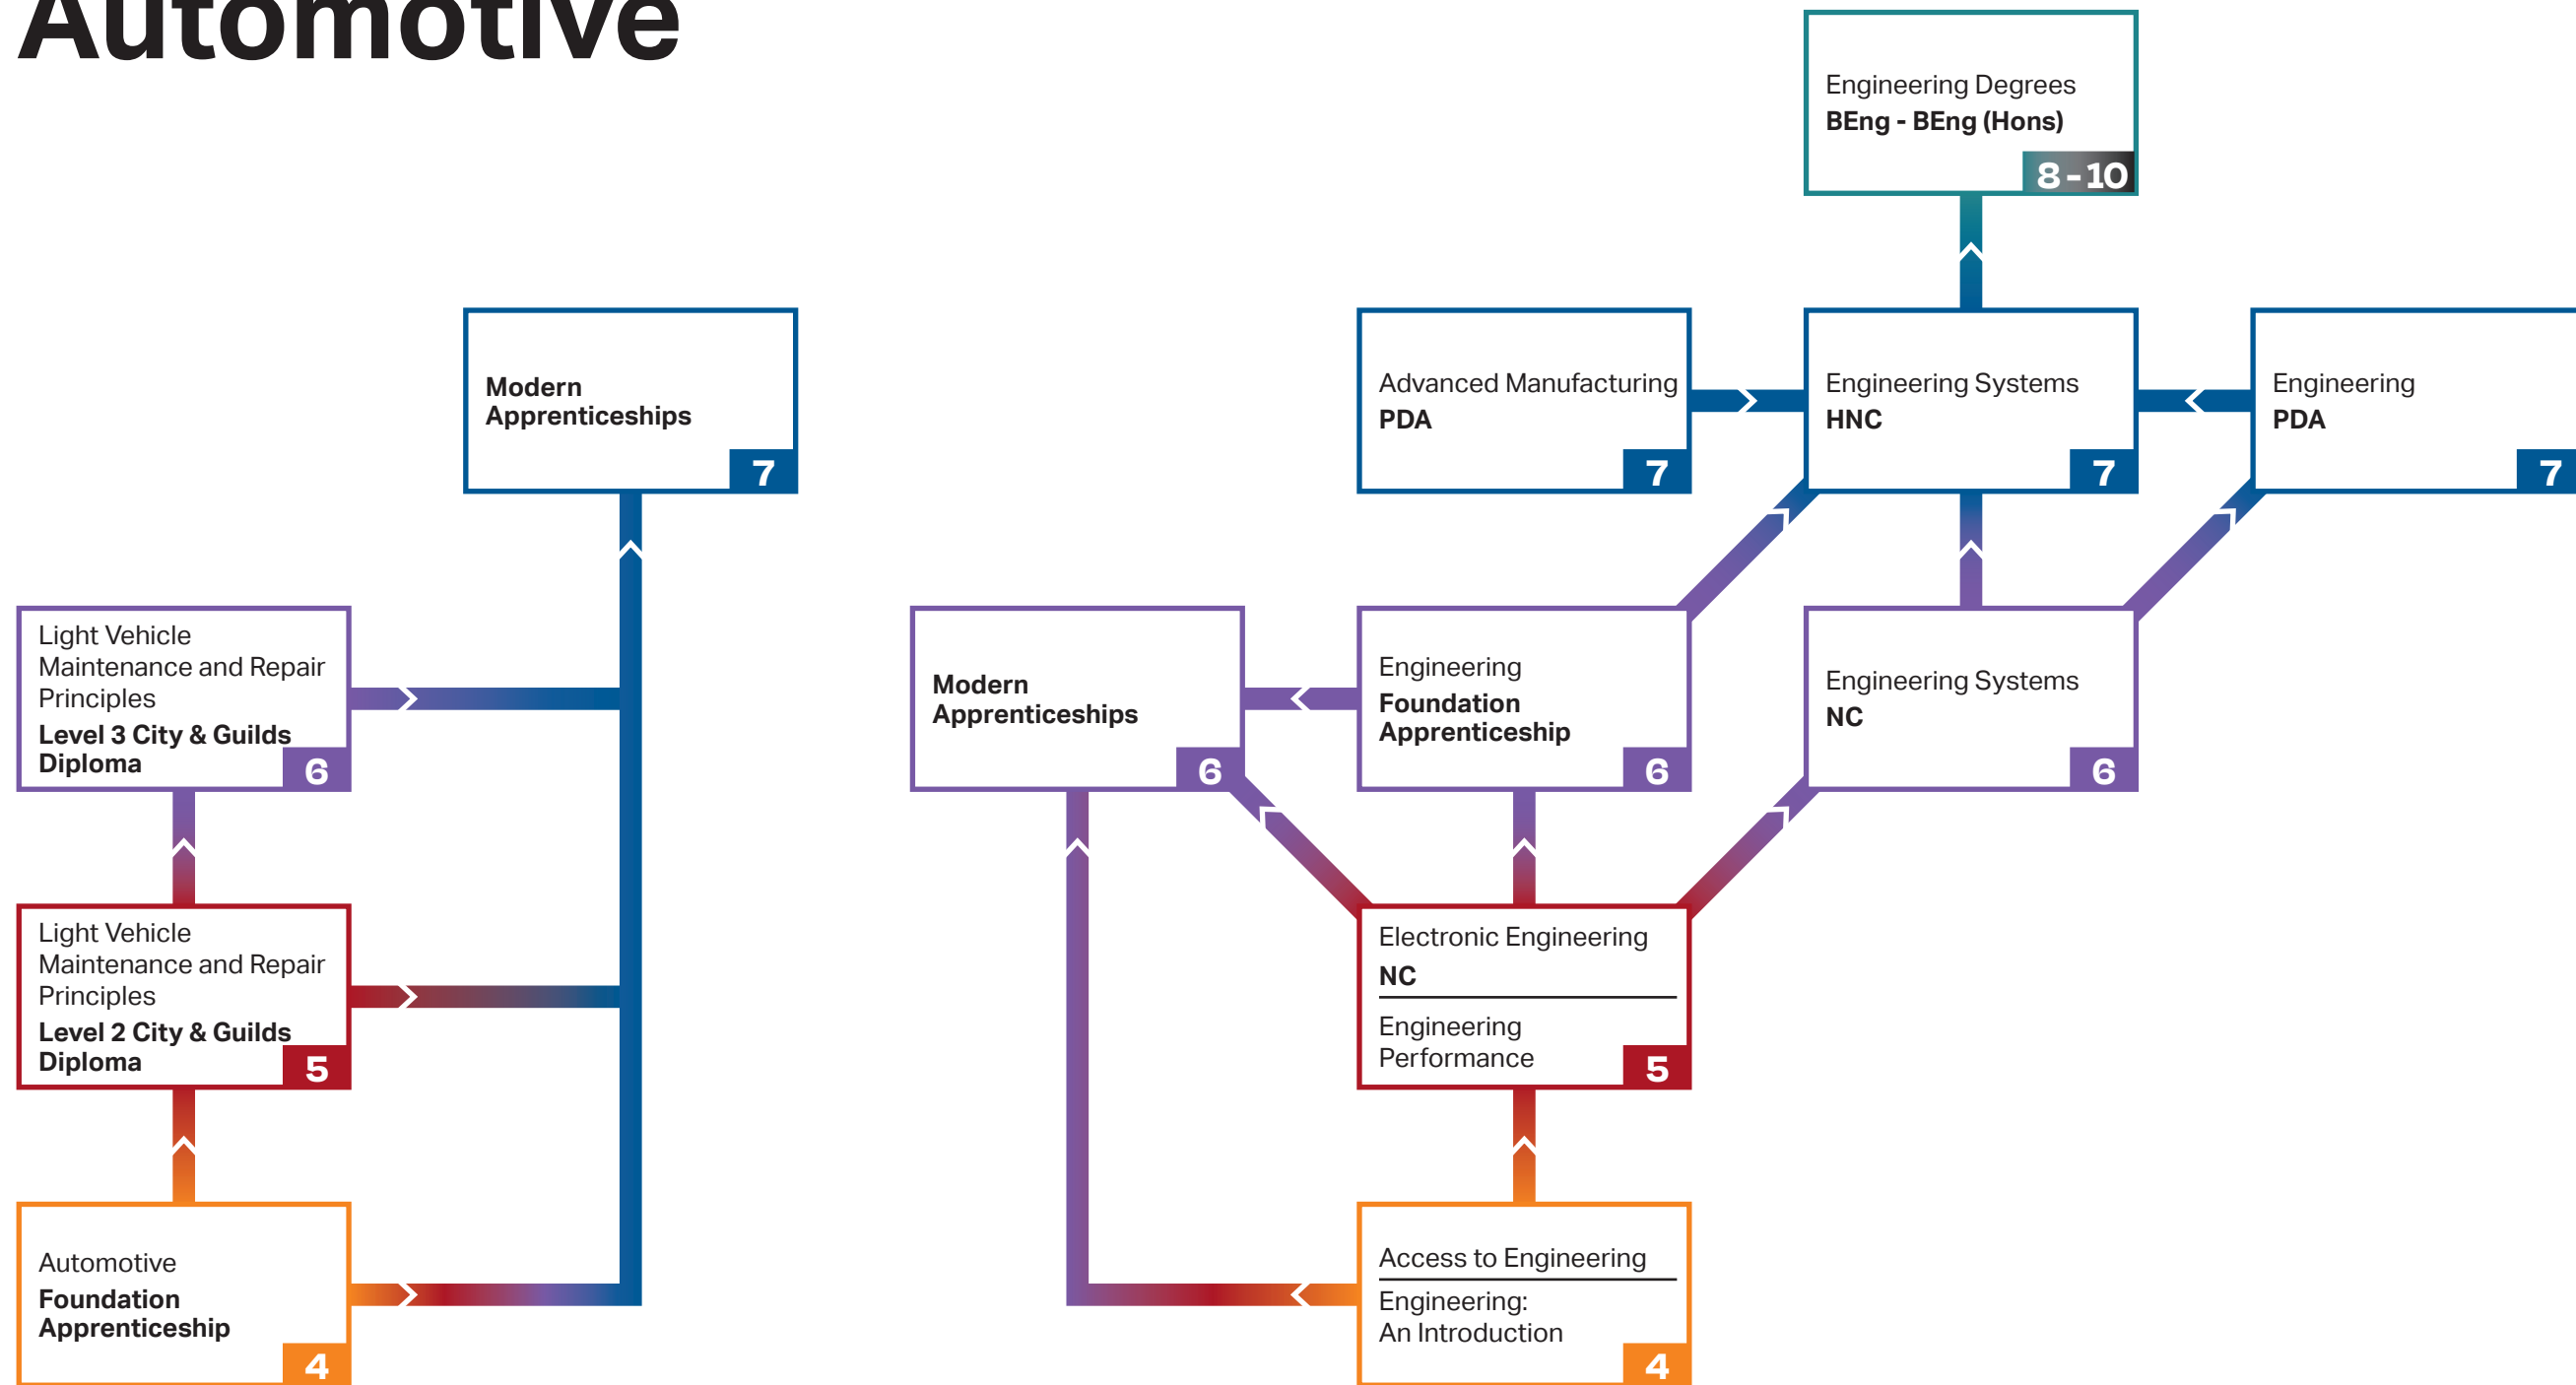 Automotive
Engineering Degrees
BEng - BEng (Hons)
8 - 10
Modern
Apprenticeships
7
Advanced Manufacturing
PDA
7
Engineering Systems
HNC
7
Engineering
PDA
7
Light Vehicle
Maintenance and Repair
Principles
Level 3 City & Guilds
Diploma
6
Modern
Apprenticeships
6
Engineering
Foundation
Apprenticeship
6
Engineering Systems
NC
6
Light Vehicle
Maintenance and Repair
Principles
Level 2 City & Guilds
Diploma
5
Electronic Engineering
NC
Engineering
Performance
5
Automotive
Foundation
Apprenticeship
4
Access to Engineering
Engineering:
An Introduction
4